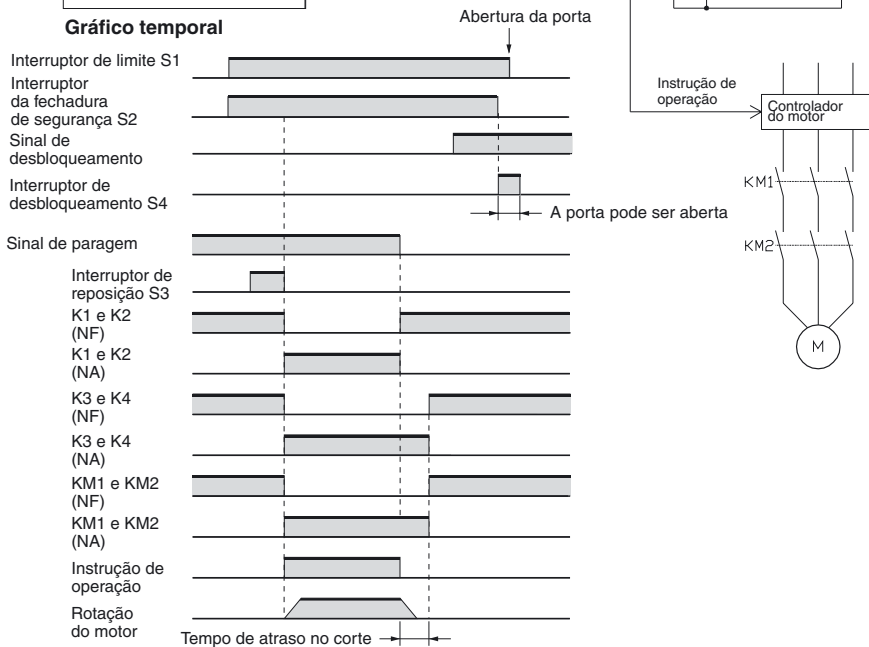 Gráfico temporal
Abertura da porta
Interruptor de limite S1
Interruptor
da fechadura
de segurança S2
Sinal de
desbloqueamento
Interruptor de
desbloqueamento S4
A porta pode ser aberta
Sinal de paragem
Interruptor de
reposição S3
K1 e K2
(NF)
K1 e K2
(NA)
K3 e K4
(NF)
K3 e K4
(NA)
KM1 e KM2
(NF)
KM1 e KM2
(NA)
Instrução de
operação
Rotação
do motor
Tempo de atraso no corte
Instrução de
operação
Controlador
do motor
KM1
KM2
M